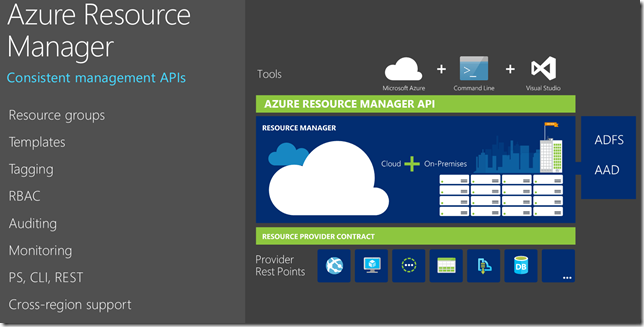 Azure Resource
Manager
Consistent management APIs
Resource groups
Templates
Tagging
RBAC
Auditing
Monitoring
PS, CLI, REST
Cross-region support
Tools
+ >_ +
Microsoft Azure Command Line Visual Studio
AZURE RESOURCE MANAGER API
RESOURCE MANAGER
Cloud + On-Premises
ADFS
AAD
RESOURCE PROVIDER CONTRACT
Provider
Rest Points
DB
...